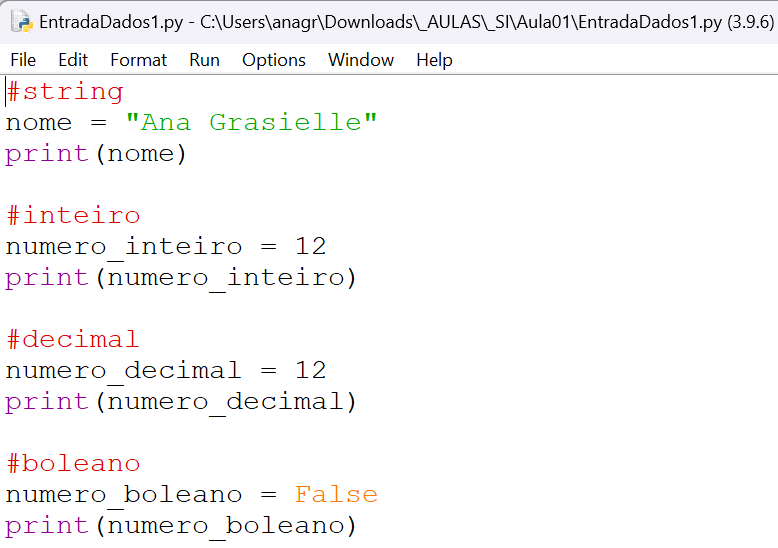 EntradaDados1.py - C:\Users\anagr\Downloads\_AULAS\_SI\Aula01\EntradaDados1.py (3.9.6)
File Edit Format Run Options Window Help
#string
nome = "Ana Grasielle"
print(nome)
#inteiro
numero_inteiro = 12
print(numero_inteiro)
#decimal
numero_decimal = 12
print(numero_decimal)
#boleano
numero_boleano = False
print(numero_boleano)